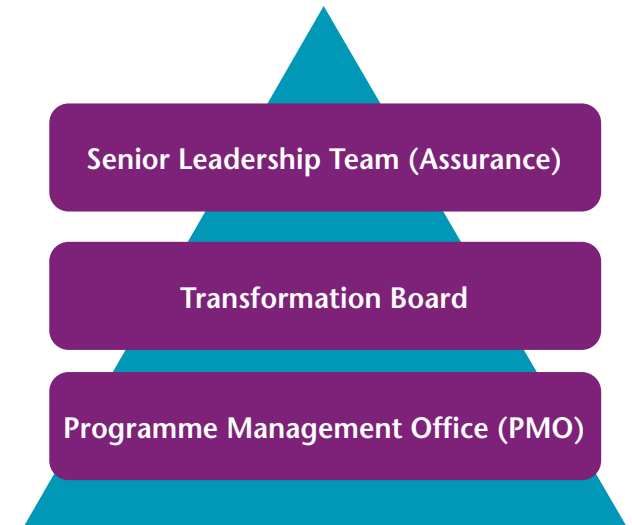 Senior Leadership Team (Assurance)
Transformation Board
Programme Management Office (PMO)